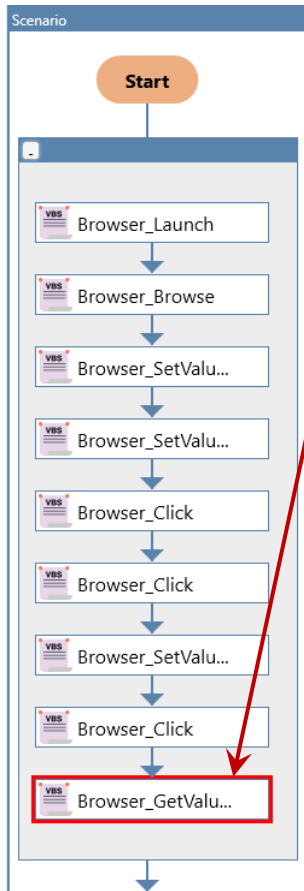 Scenario
Start
-
VBS
Browser_Launch
VBS
Browser_Browse
VBS
Browser_SetValu...
VBS
Browser_SetValu...
VBS
Browser_Click
VBS
Browser_Click
VBS
Browser_SetValu...
VBS
Browser_Click
VBS
Browser_GetValu...